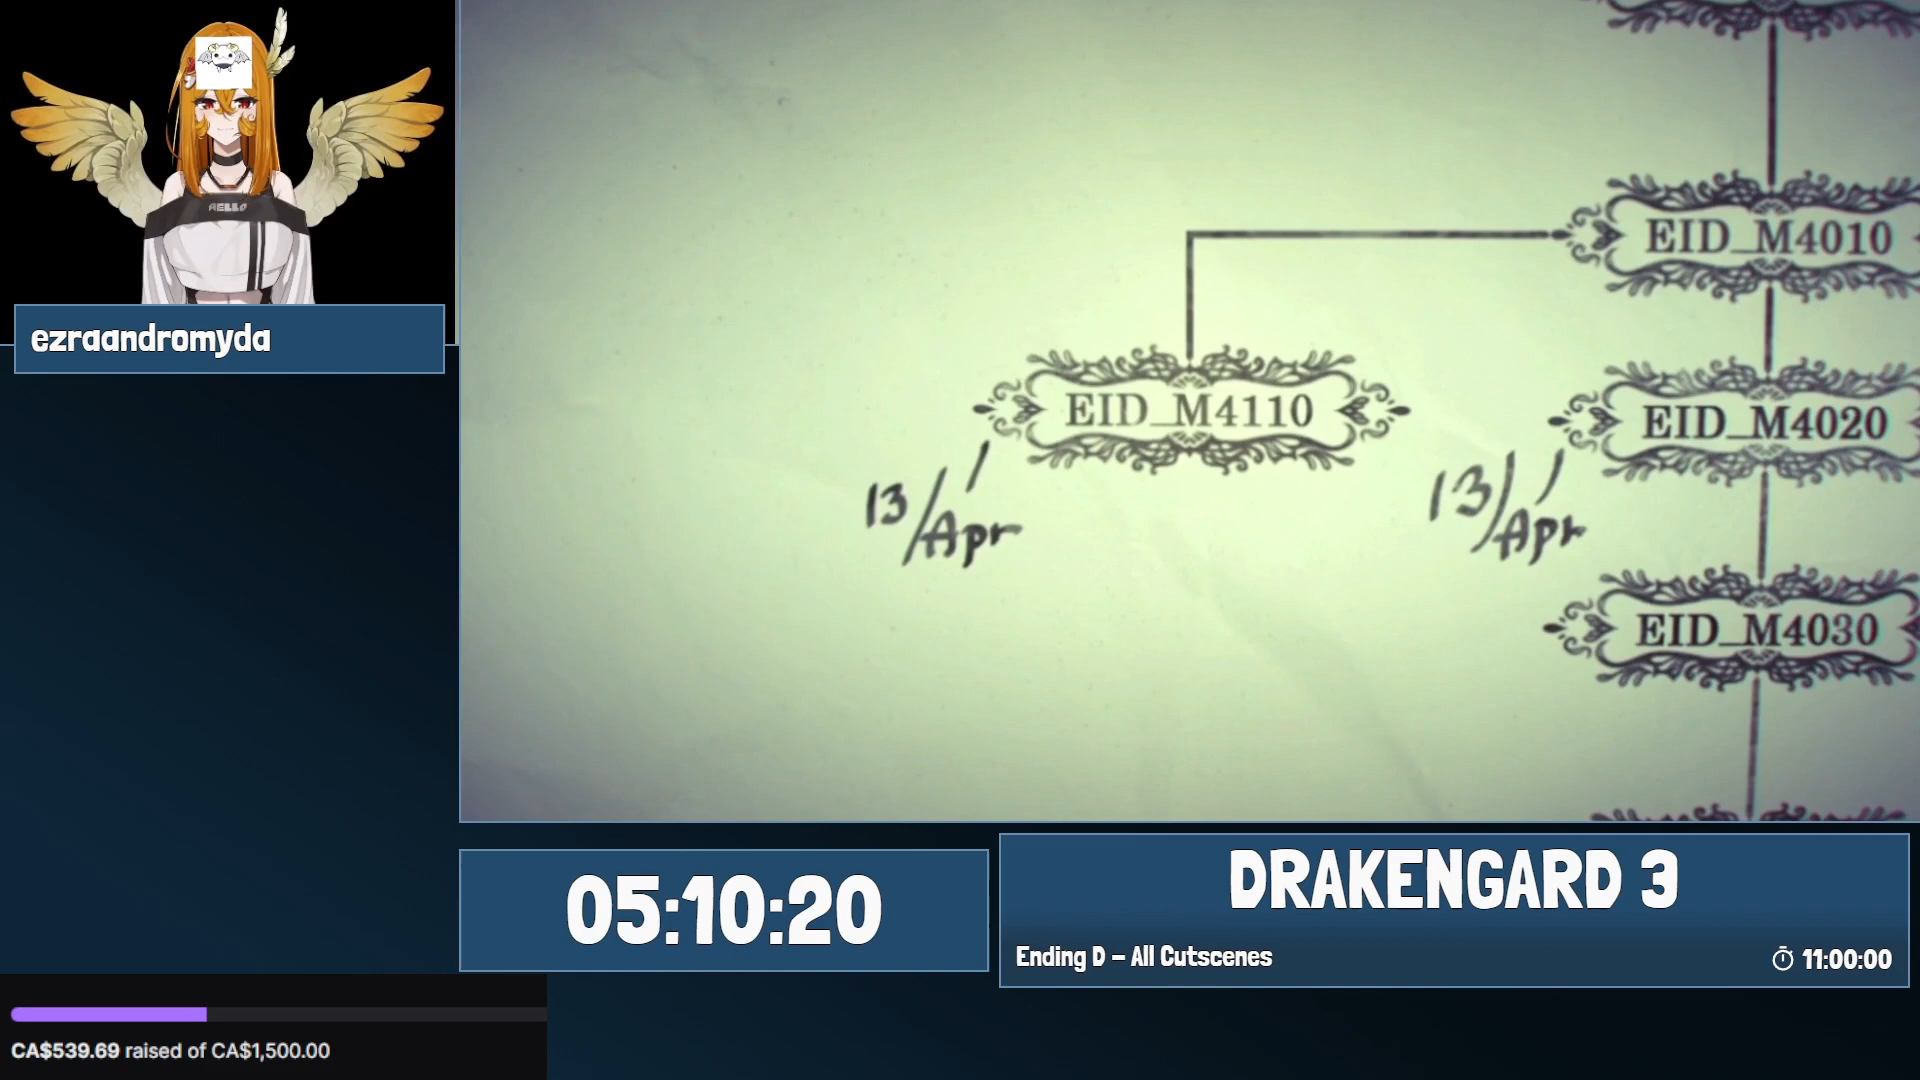 HELLO
ezraandromyda
EID_M4010
EID_M4110
EID_M4020
13/Apr
13/Apr
EID_M4030
05:10:20
DRAKENGARD 3
Ending D – All Cutscenes
11:00:00
CA$539.69 raised of CA$1,500.00